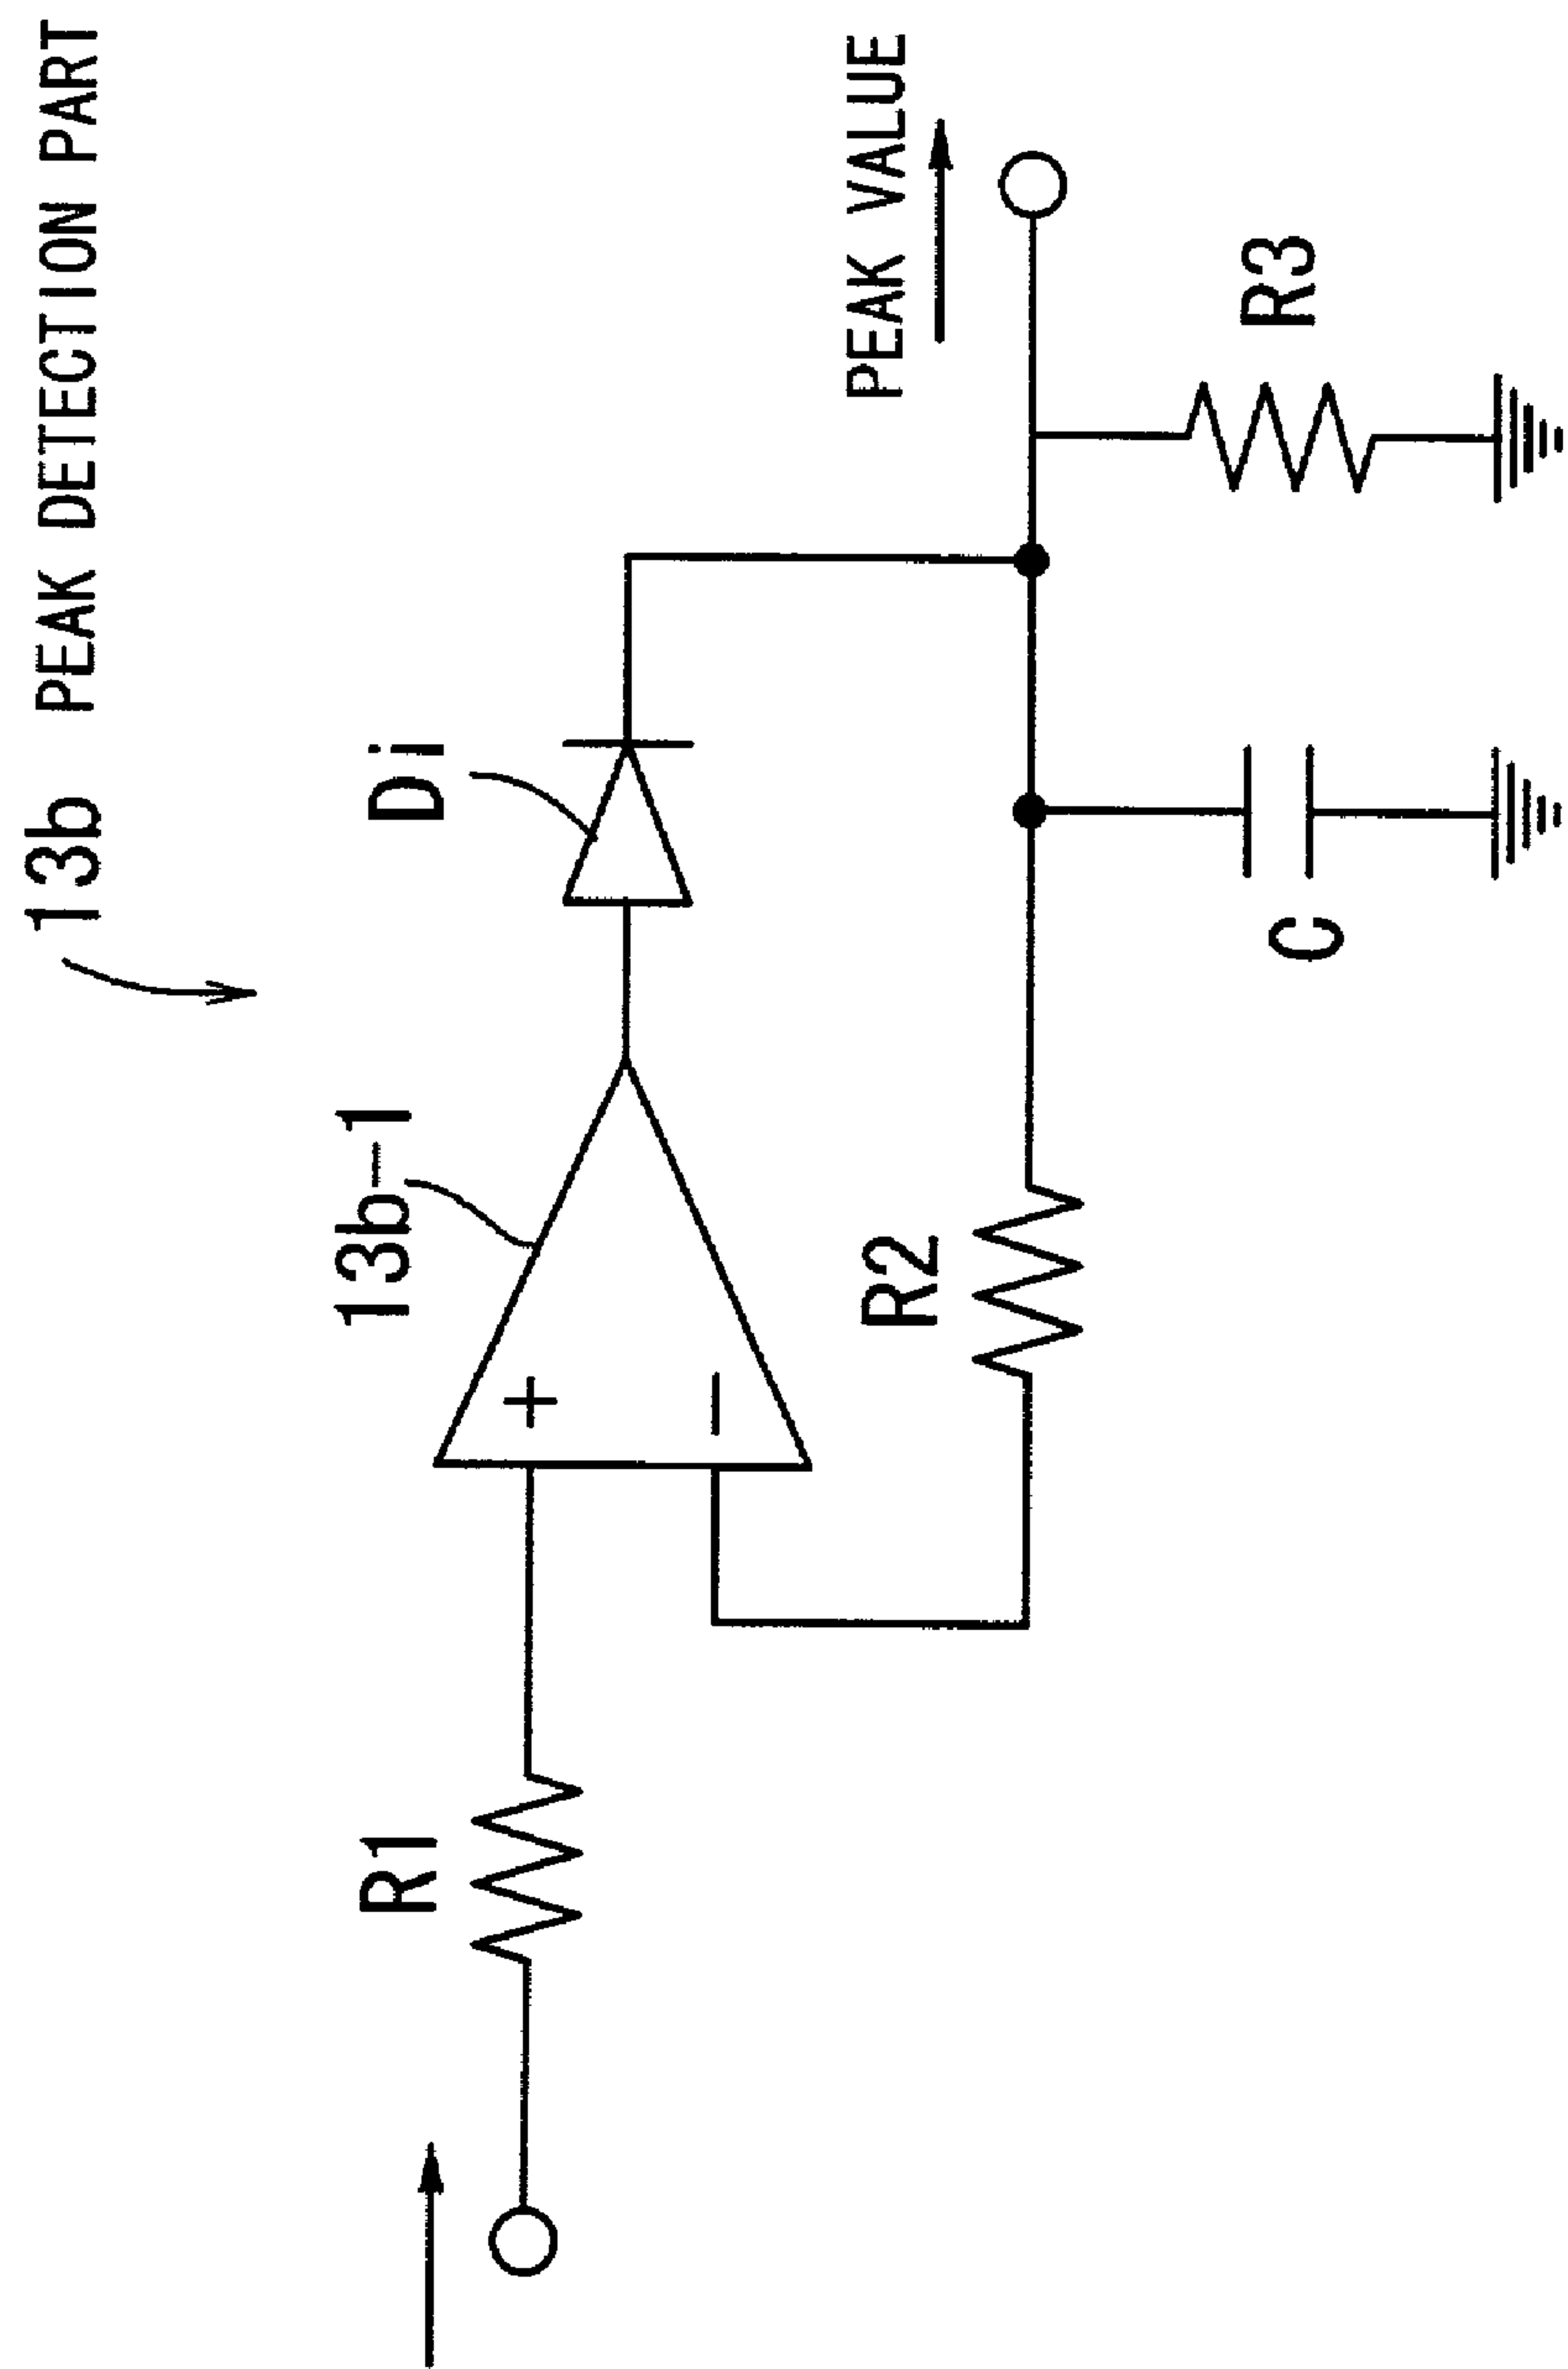 13b PEAK DETECTION PART
13b-1
Di
R1
+
−
R2
PEAK VALUE
C
R3